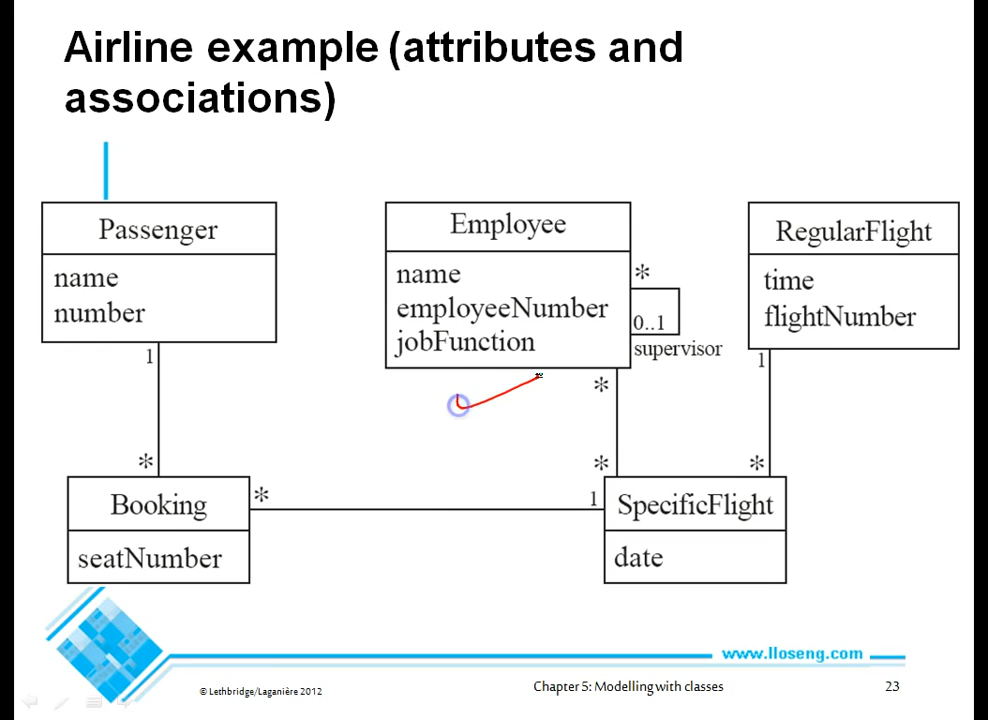 Airline example (attributes and
associations)
Passenger
name
number
Employee
name
employeeNumber
jobFunction
*
0..1
supervisor
RegularFlight
time
flightNumber
1
*
1
*
*
*
Booking
seatNumber
*
1
SpecificFlight
date
www.lloseng.com
© Lethbridge/Laganière 2012
Chapter 5: Modelling with classes
23